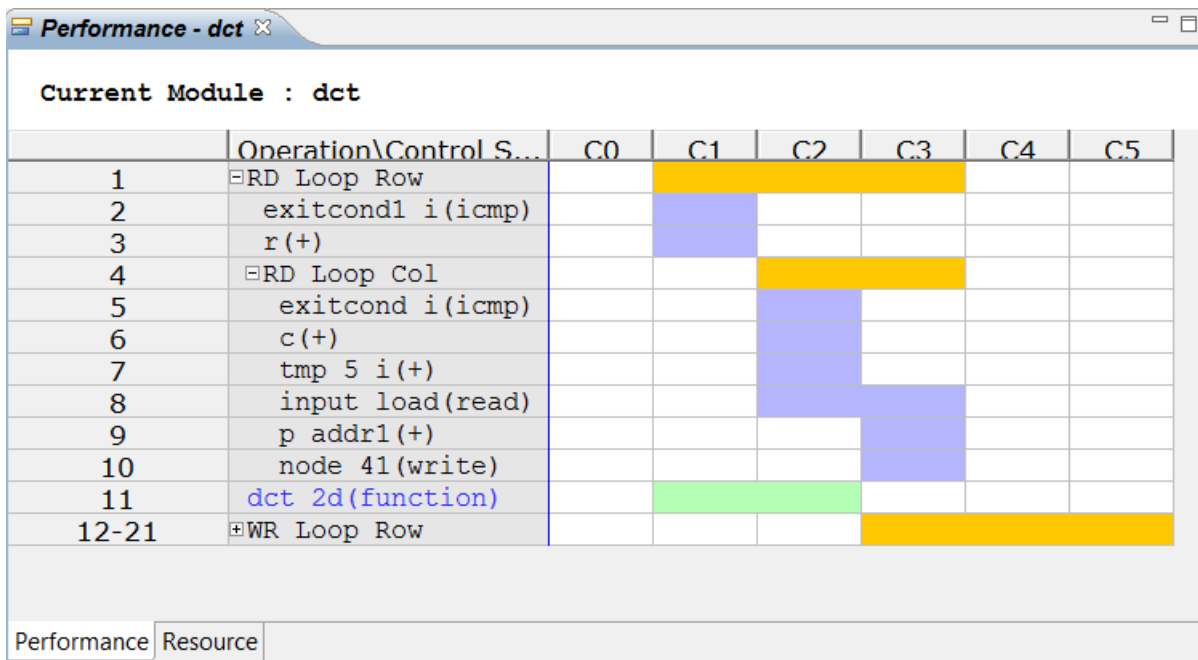 Performance - dct
Current Module : dct
Operation\Control S... C0 C1 C2 C3 C4 C5
1 RD Loop Row
2 exitcond1 i(icmp)
3 r(+)
4 RD Loop Col
5 exitcond i(icmp)
6 c(+)
7 tmp 5 i(+)
8 input load(read)
9 p addr1(+)
10 node 41(write)
11 dct 2d(function)
12-21 WR Loop Row
Performance Resource